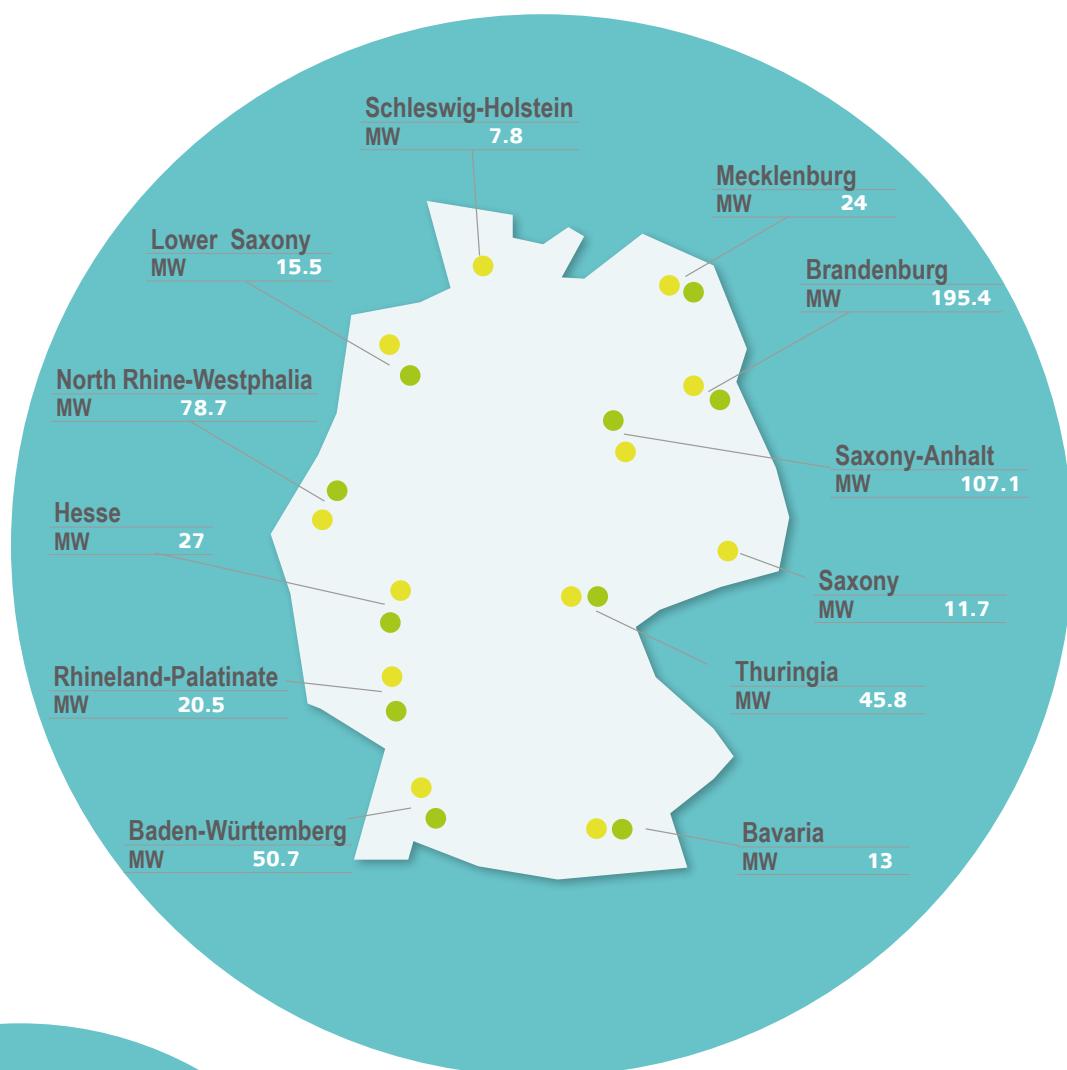 Schleswig-Holstein
MW 7.8
Mecklenburg
MW 24
Lower Saxony
MW 15.5
Brandenburg
MW 195.4
North Rhine-Westphalia
MW 78.7
Saxony-Anhalt
MW 107.1
Hesse
MW 27
Saxony
MW 11.7
Rhineland-Palatinate
MW 20.5
Thuringia
MW 45.8
Baden-Württemberg
MW 50.7
Bavaria
MW 13